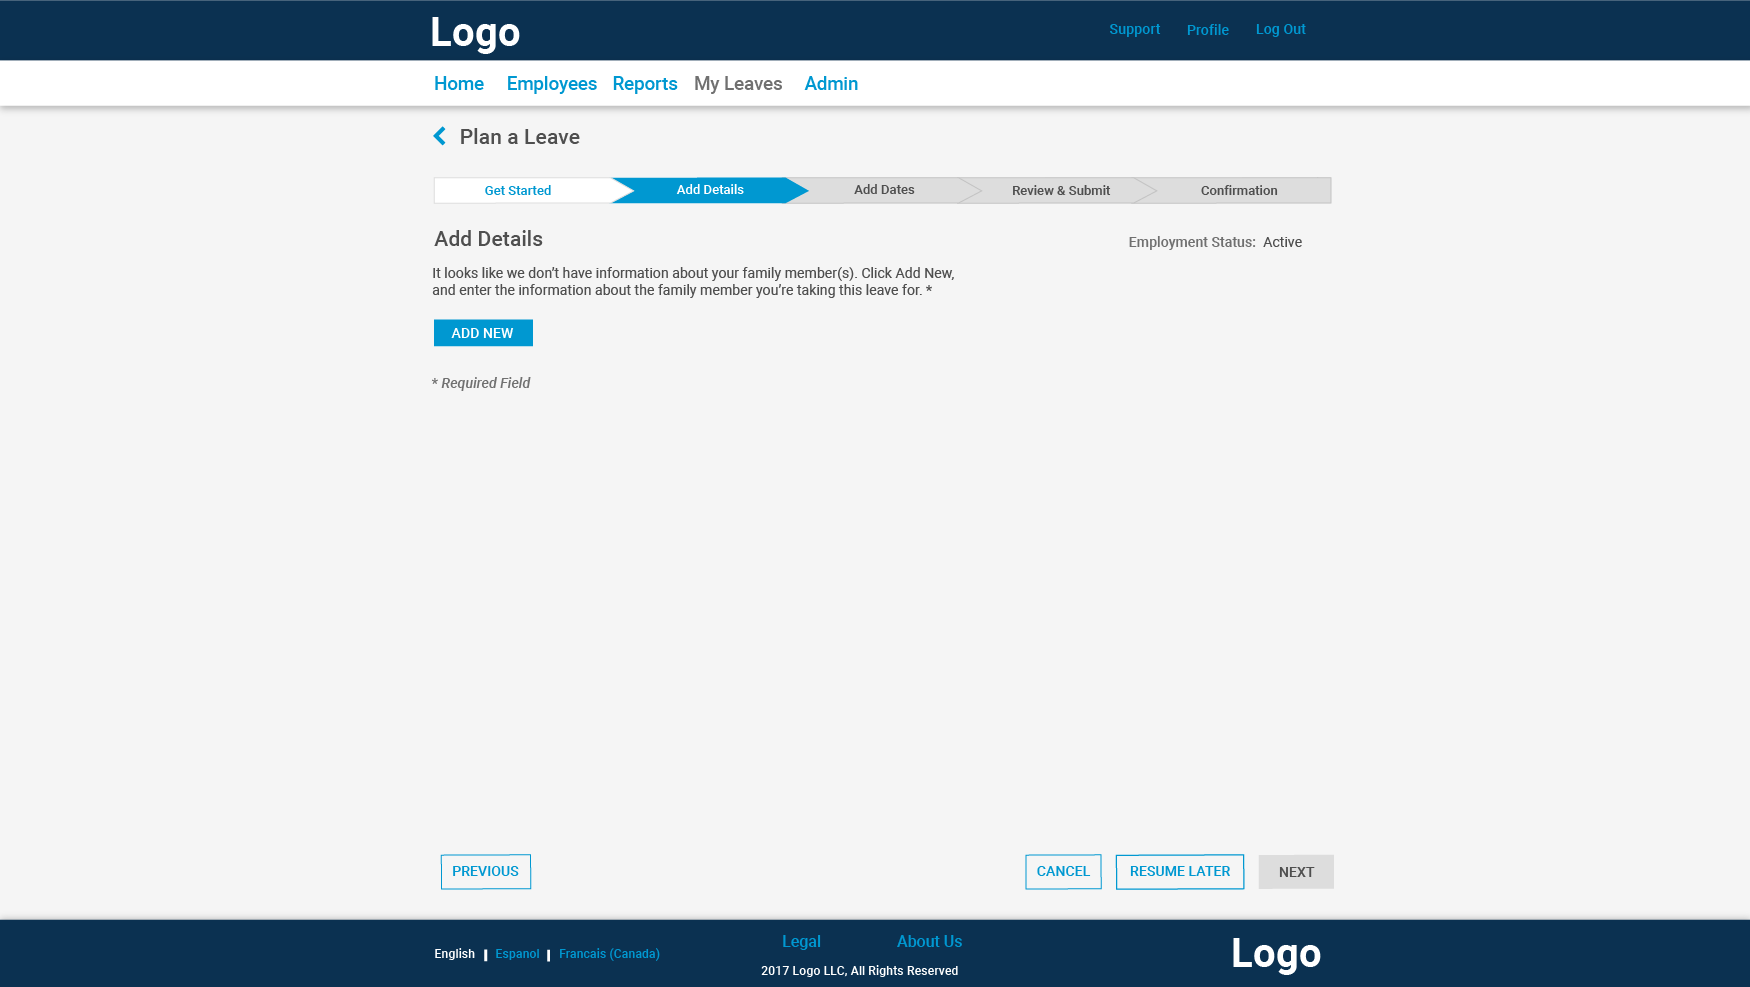 Logo
Support Profile Log Out
Home Employees Reports My Leaves Admin
Plan a Leave
Get Started Add Details Add Dates Review & Submit Confirmation
Add Details
Employment Status: Active
It looks like we don’t have information about your family member(s). Click Add New,
and enter the information about the family member you’re taking this leave for. *
ADD NEW
* Required Field
PREVIOUS CANCEL RESUME LATER NEXT
Legal About Us
English | Espanol | Francais (Canada)
2017 Logo LLC, All Rights Reserved
Logo